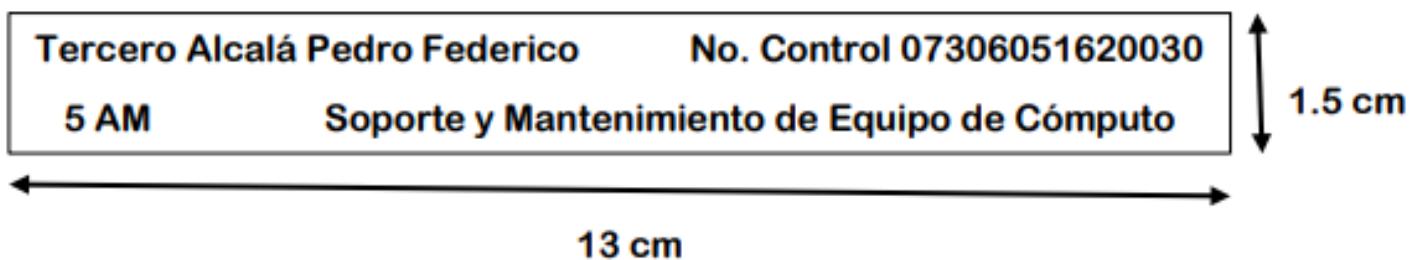 Tercero Alcalá Pedro Federico No. Control 07306051620030
5 AM Soporte y Mantenimiento de Equipo de Cómputo
1.5 cm
13 cm